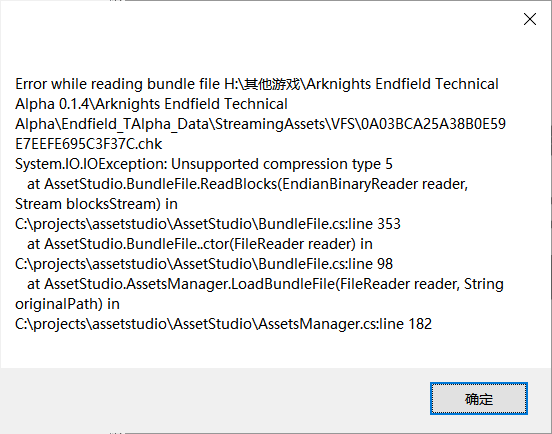 Error while reading bundle file H:\其他游戏\Arknights Endfield Technical
Alpha 0.1.4\Arknights Endfield Technical
Alpha\Endfield_TAlpha_Data\StreamingAssets\VFS\0A03BCA25A38B0E59
E7EEFE695C3F37C.chk
System.IO.IOException: Unsupported compression type 5
   at AssetStudio.BundleFile.ReadBlocks(EndianBinaryReader reader,
Stream blocksStream) in
C:\projects\assetstudio\AssetStudio\BundleFile.cs:line 353
   at AssetStudio.BundleFile..ctor(FileReader reader) in
C:\projects\assetstudio\AssetStudio\BundleFile.cs:line 98
   at AssetStudio.AssetsManager.LoadBundleFile(FileReader reader, String
originalPath) in
C:\projects\assetstudio\AssetStudio\AssetsManager.cs:line 182
确定